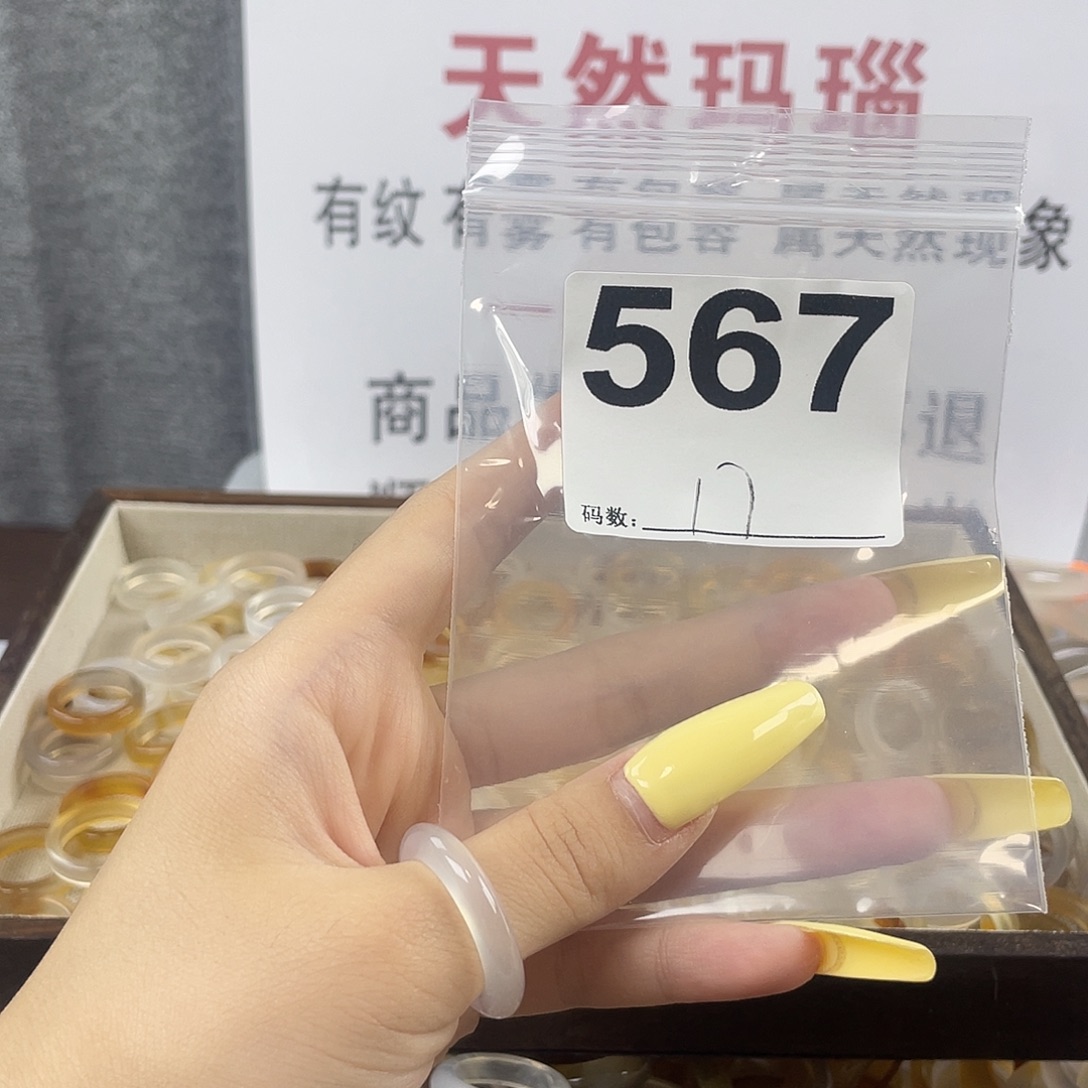 天然玛瑙
有纹 有雾 有包容 属天然现象
商品
退
567
码数: 17